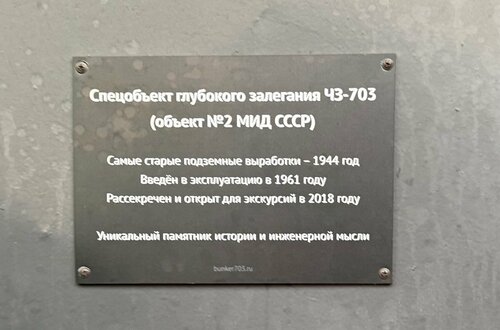 Спецобъект глубокого залегания ЧЗ-703
(объект №2 МИД СССР)
Самые старые подземные выработки – 1944 год
Введён в эксплуатацию в 1961 году
Рассекречен и открыт для экскурсий в 2018 году
Уникальный памятник истории и инженерной мысли
bunker703.ru